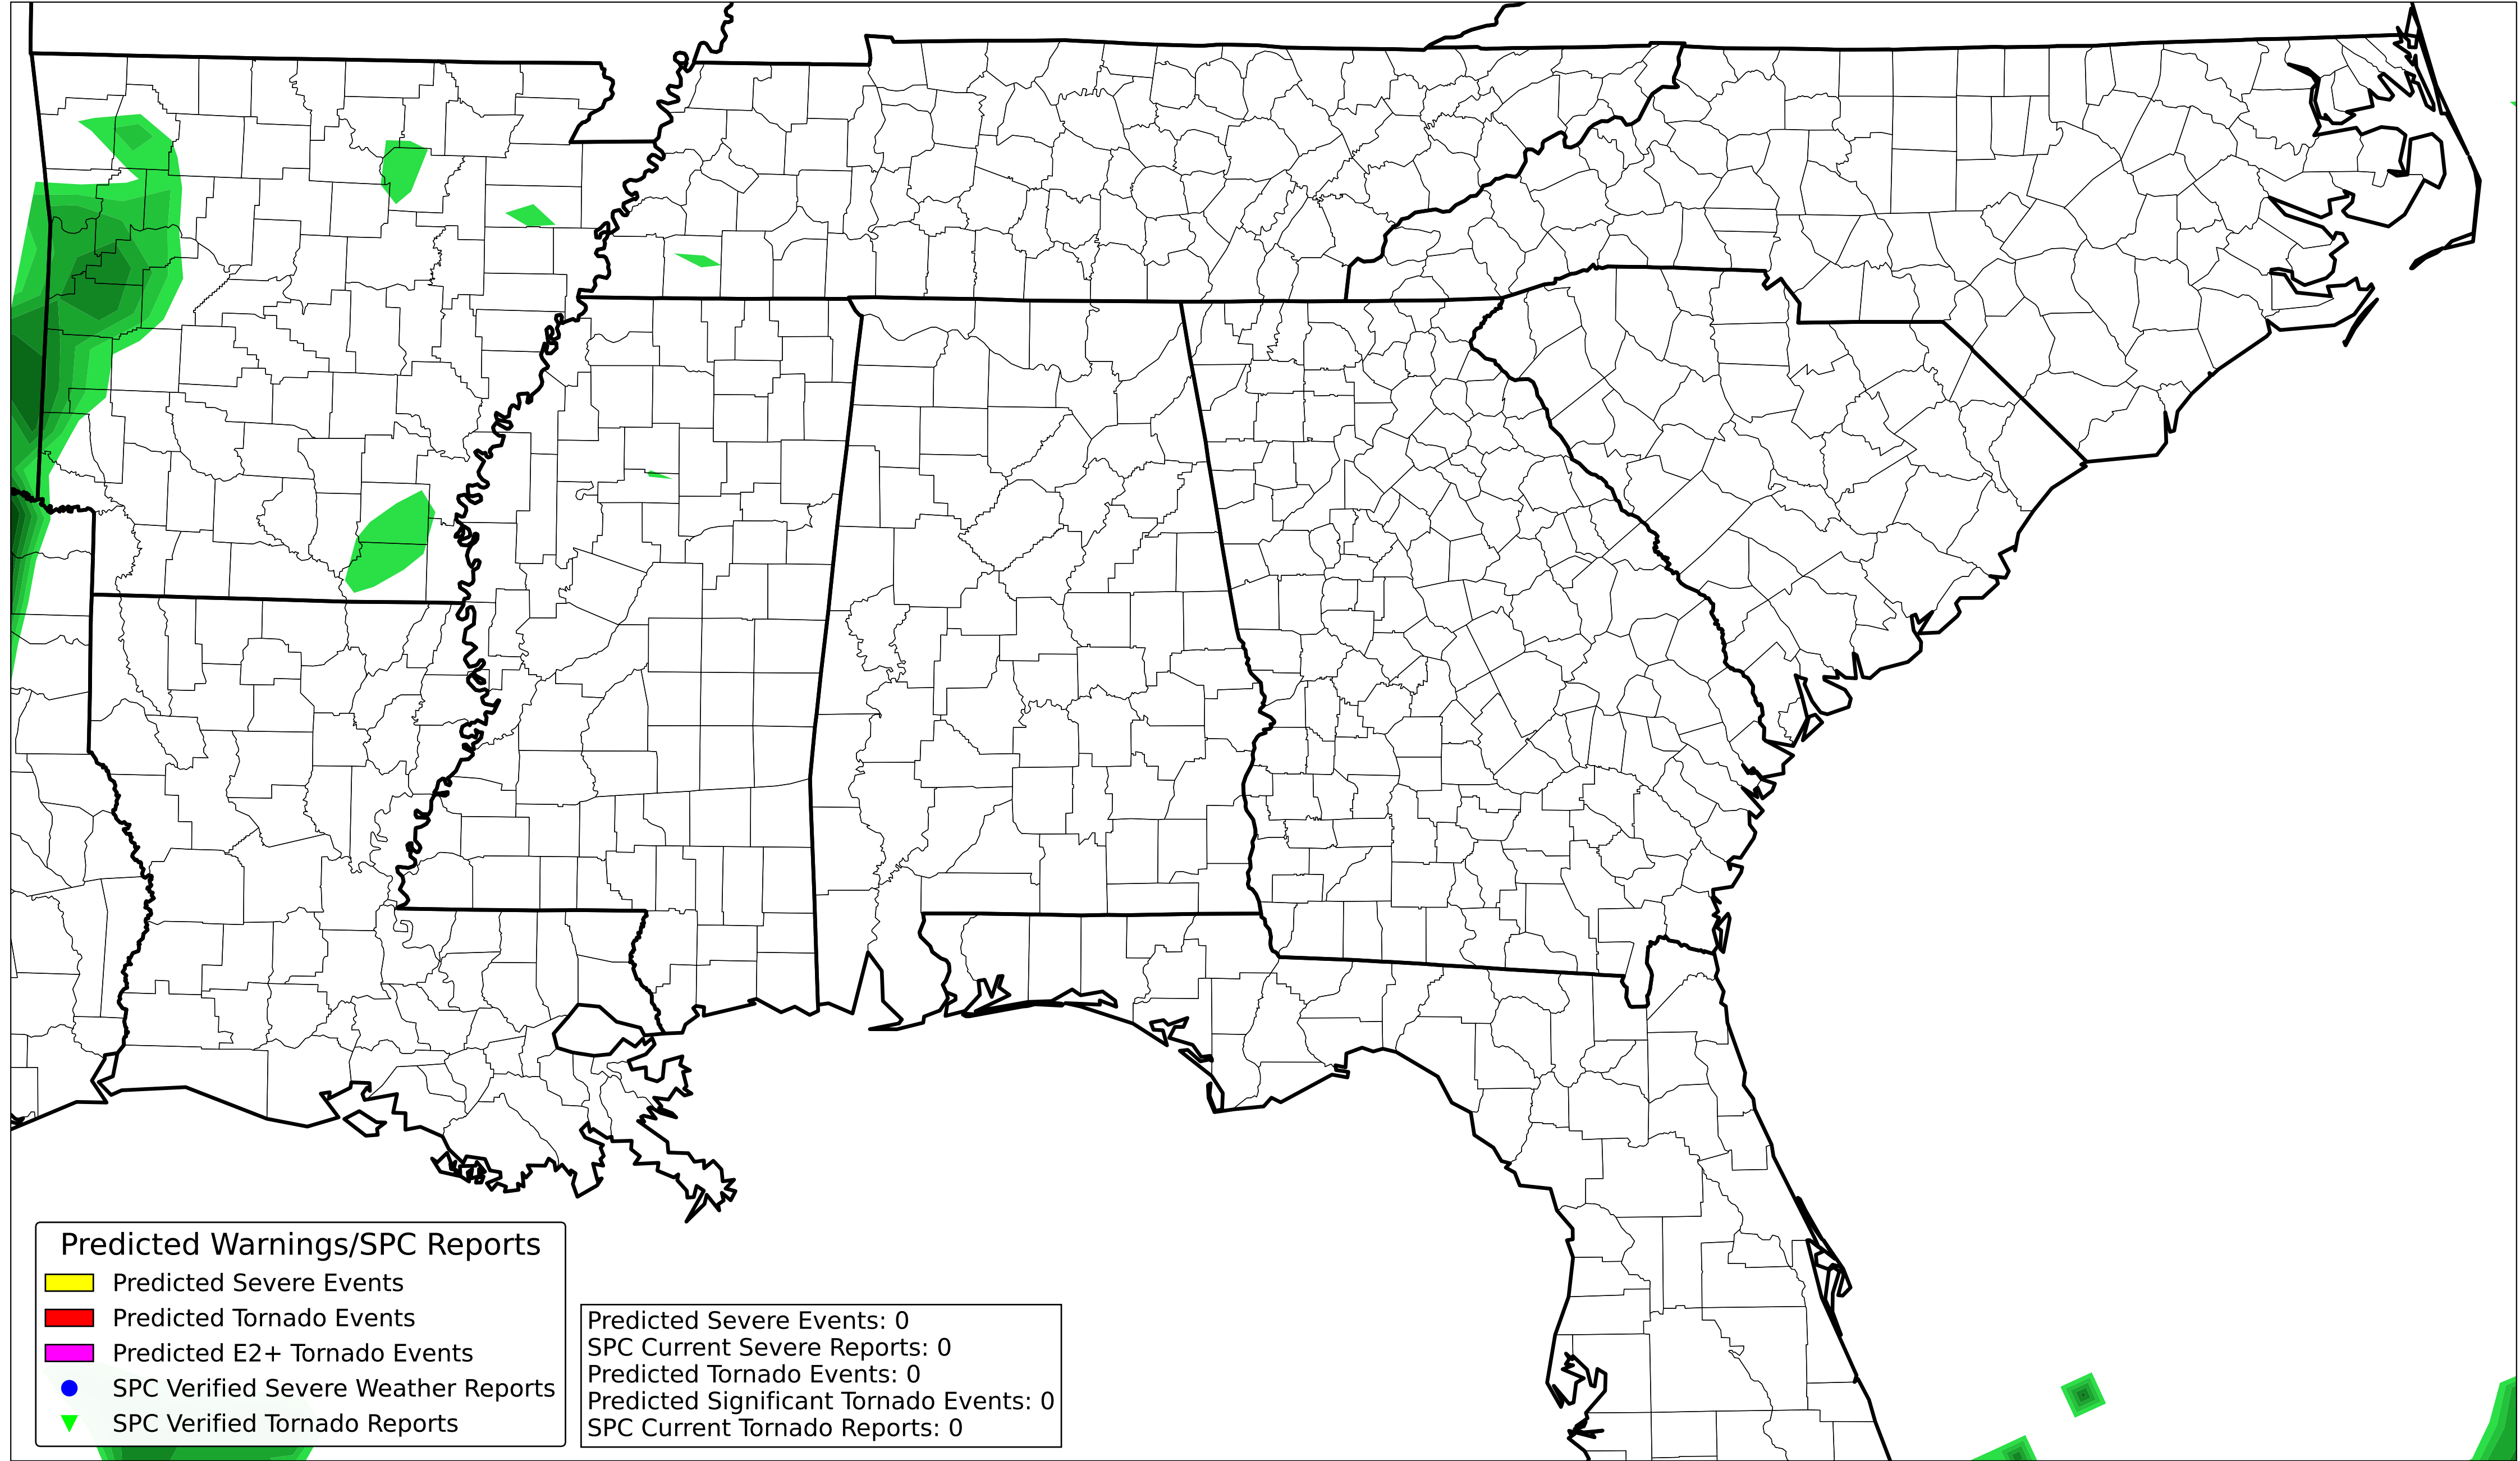 Predicted Warnings/SPC Reports
Predicted Severe Events
Predicted Tornado Events
Predicted E2+ Tornado Events
SPC Verified Severe Weather Reports
SPC Verified Tornado Reports
Predicted Severe Events: 0
SPC Current Severe Reports: 0
Predicted Tornado Events: 0
Predicted Significant Tornado Events: 0
SPC Current Tornado Reports: 0